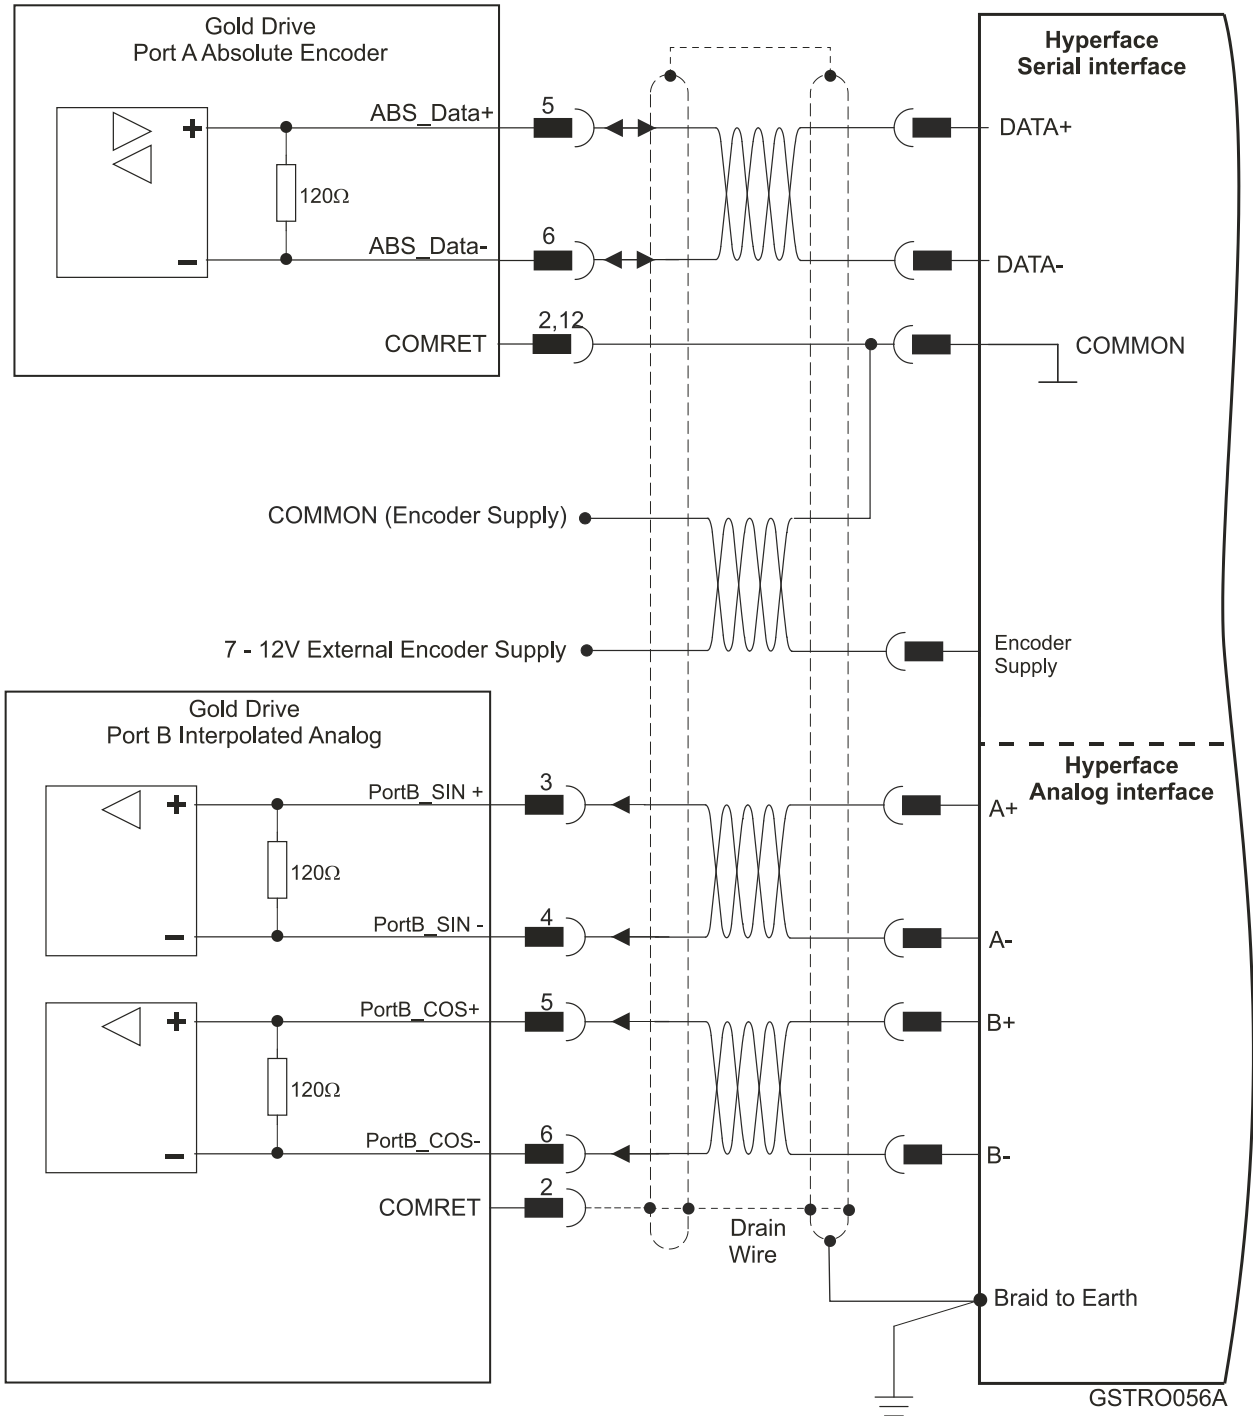 Gold Drive
Port A Absolute Encoder
Hyperface
Serial interface
ABS_Data+
5
DATA+
+
120Ω
-
ABS_Data-
6
DATA-
COMRET
2,12
COMMON
COMMON (Encoder Supply)
7 - 12V External Encoder Supply
Encoder
Supply
Gold Drive
Port B Interpolated Analog
Hyperface
Analog interface
+
PortB_SIN +
3
A+
120Ω
-
PortB_SIN -
4
A-
+
PortB_COS+
5
B+
120Ω
-
PortB_COS-
6
B-
COMRET
2
Drain
Wire
Braid to Earth
GSTRO056A